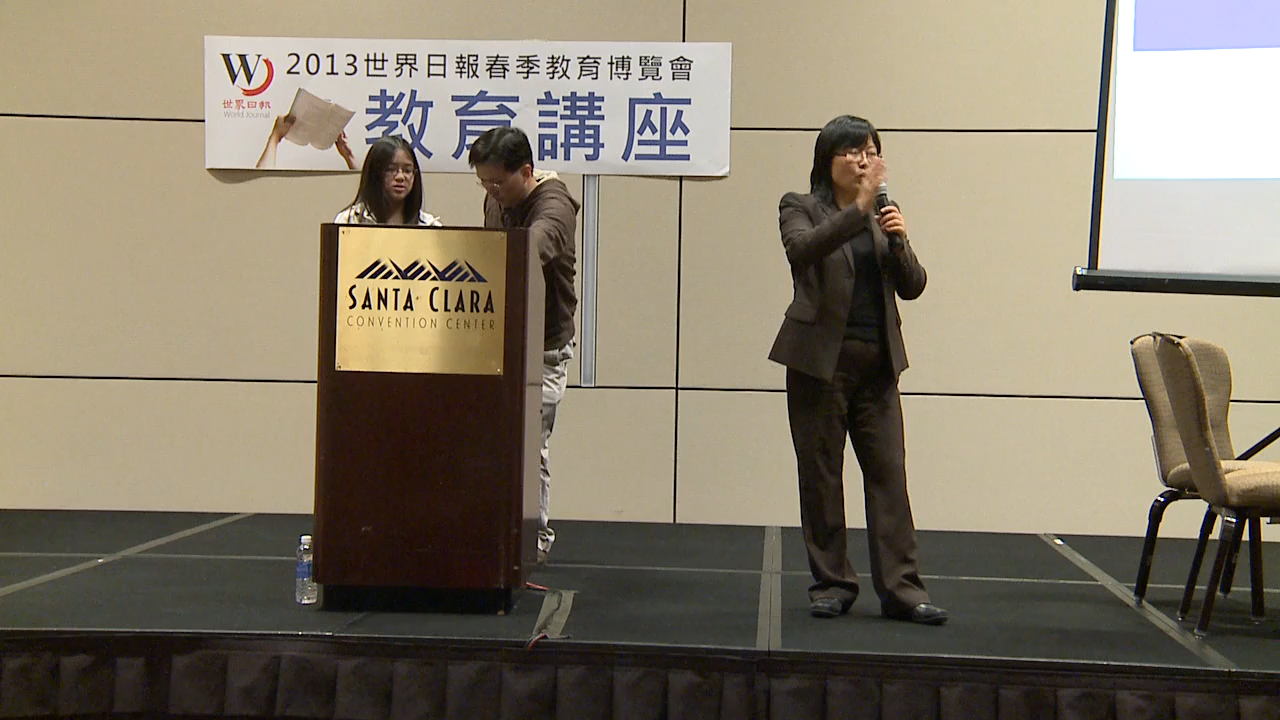 2013世界日報春季教育博覽會
W
世界日報
World Journal
教育講座
SANTA CLARA
CONVENTION CENTER